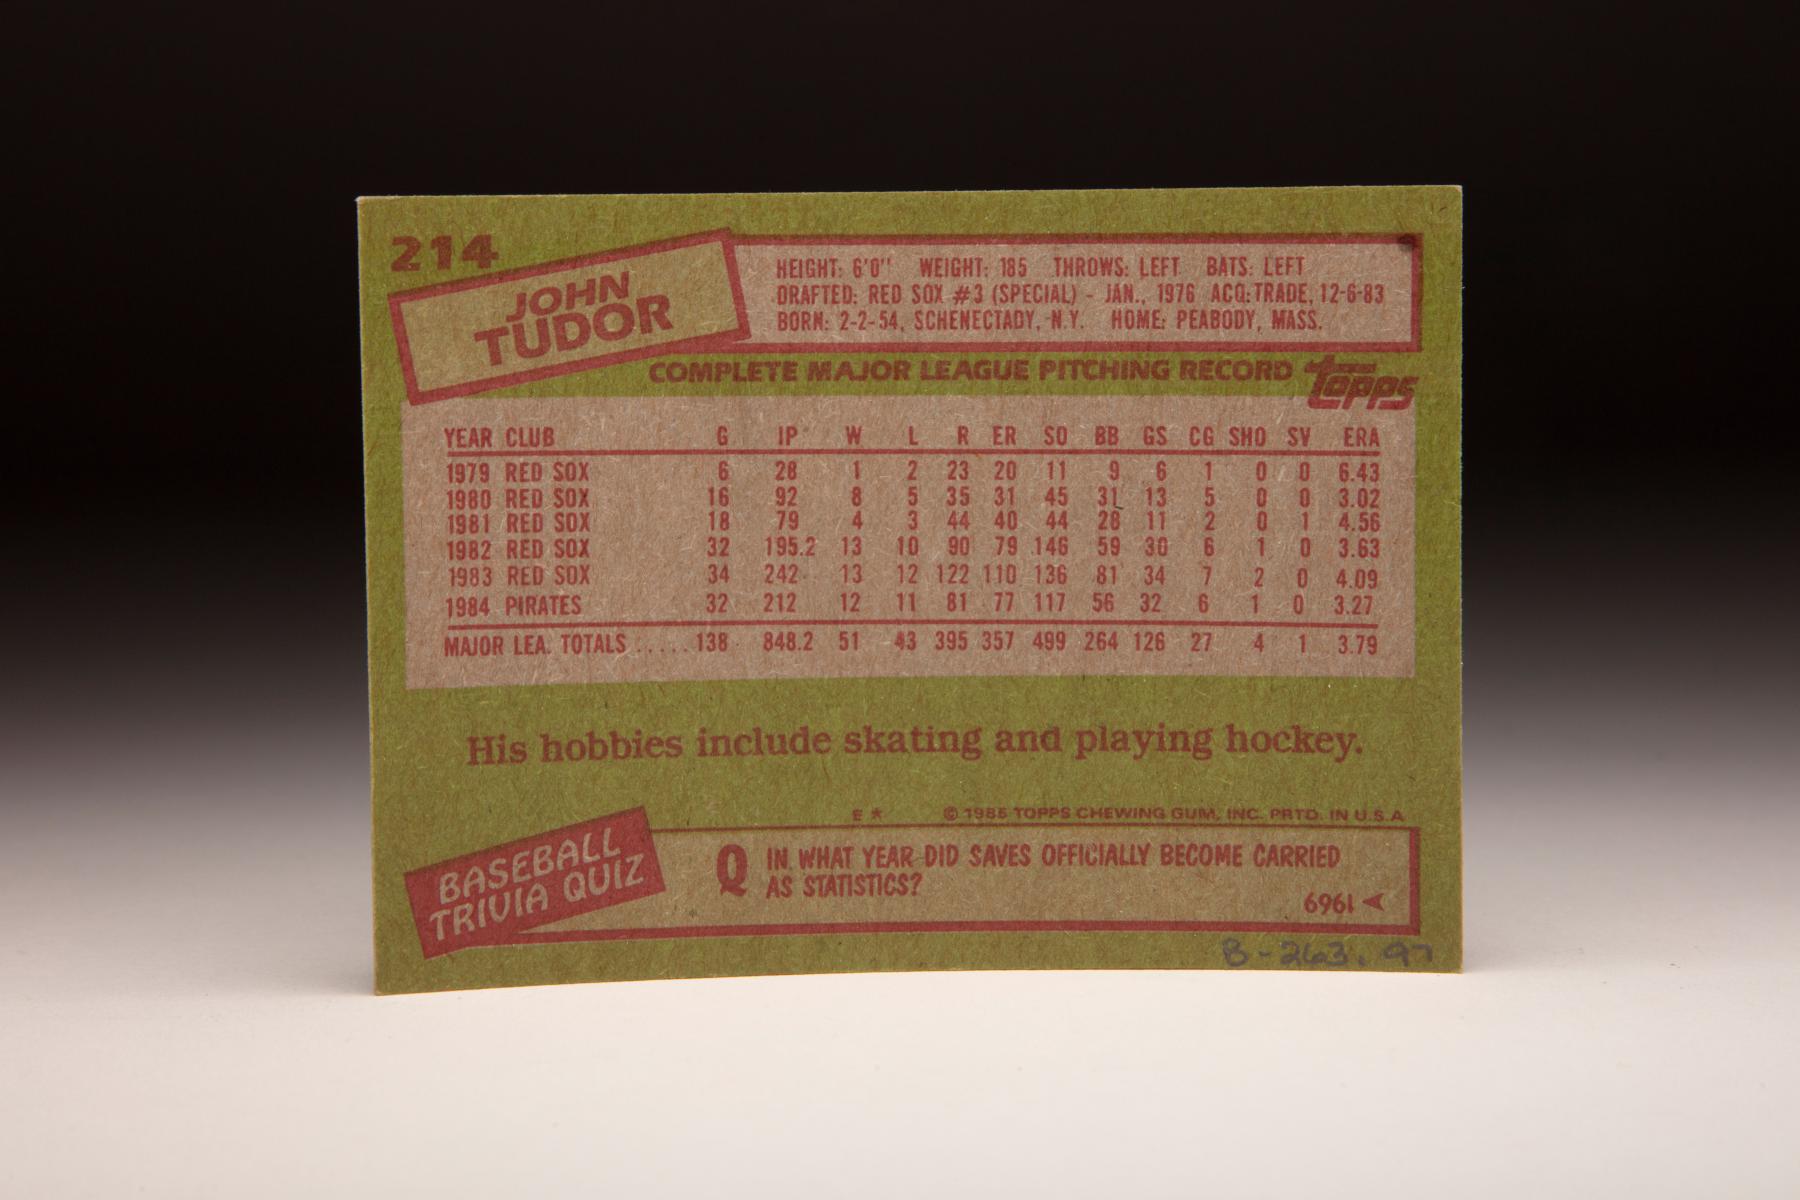 214
JOHN
TUDOR
HEIGHT: 6'0" WEIGHT: 185 THROWS: LEFT BATS: LEFT
DRAFTED: RED SOX #3 (SPECIAL) - JAN., 1976 ACQ: TRADE, 12-6-83
BORN: 2-2-54, SCHENECTADY, N.Y. HOME: PEABODY, MASS.
COMPLETE MAJOR LEAGUE PITCHING RECORD topps
YEAR CLUB G IP W L R ER SO BB GS CG SHO SV ERA
1979 RED SOX 6 28 1 2 23 20 11 9 6 1 0 0 6.43
1980 RED SOX 16 92 8 5 35 31 45 31 13 5 0 0 3.02
1981 RED SOX 18 79 4 3 44 40 44 28 11 2 0 1 4.56
1982 RED SOX 32 195.2 13 10 90 79 146 59 30 6 1 0 3.63
1983 RED SOX 34 242 13 12 122 110 136 81 34 7 2 0 4.09
1984 PIRATES 32 212 12 11 81 77 117 56 32 6 1 0 3.27
MAJOR LEA. TOTALS ..... 138 848.2 51 43 395 357 499 264 126 27 4 1 3.79
His hobbies include skating and playing hockey.
E * © 1985 TOPPS CHEWING GUM, INC. PRTD. IN U.S.A
BASEBALL
TRIVIA QUIZ
Q IN WHAT YEAR DID SAVES OFFICIALLY BECOME CARRIED
AS STATISTICS?
1969
B-263.97